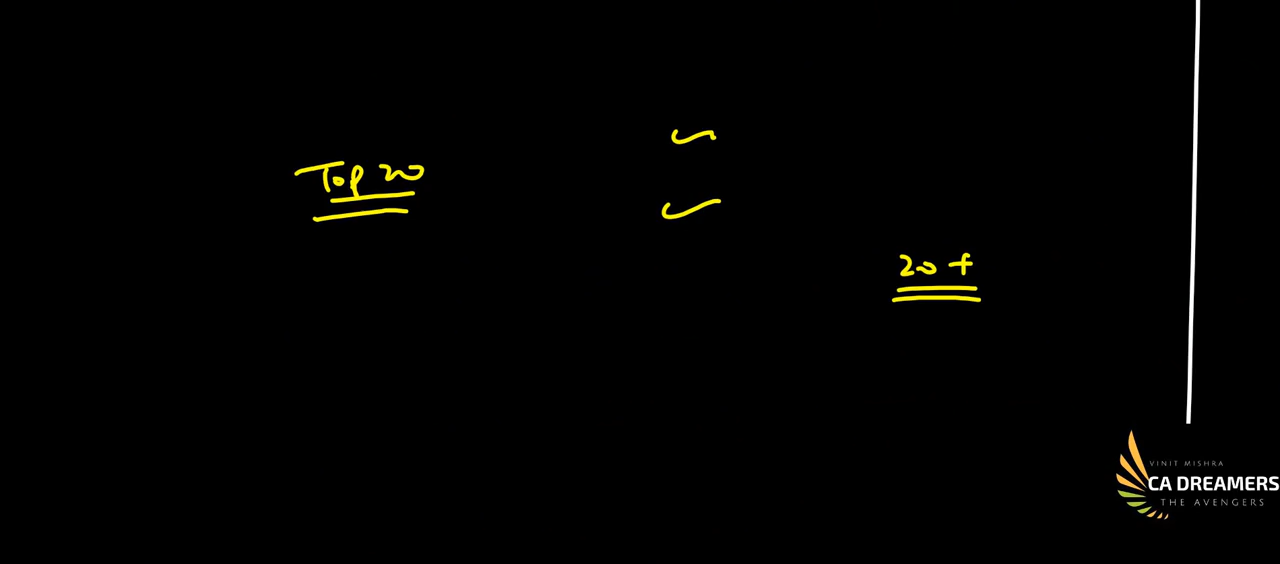 Top 20
20 +
VINIT MISHRA
CA DREAMERS
THE AVENGERS